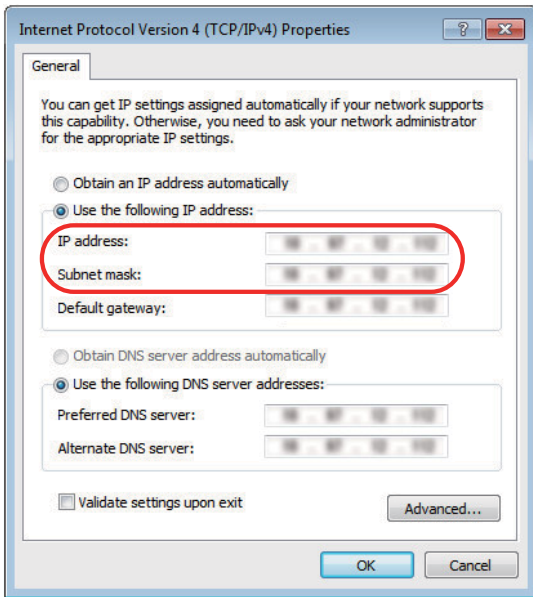 Internet Protocol Version 4 (TCP/IPv4) Properties
?
General
You can get IP settings assigned automatically if your network supports
this capability. Otherwise, you need to ask your network administrator
for the appropriate IP settings.
Obtain an IP address automatically
Use the following IP address:
IP address:
Subnet mask:
Default gateway:
Obtain DNS server address automatically
Use the following DNS server addresses:
Preferred DNS server:
Alternate DNS server:
Validate settings upon exit
Advanced...
OK
Cancel